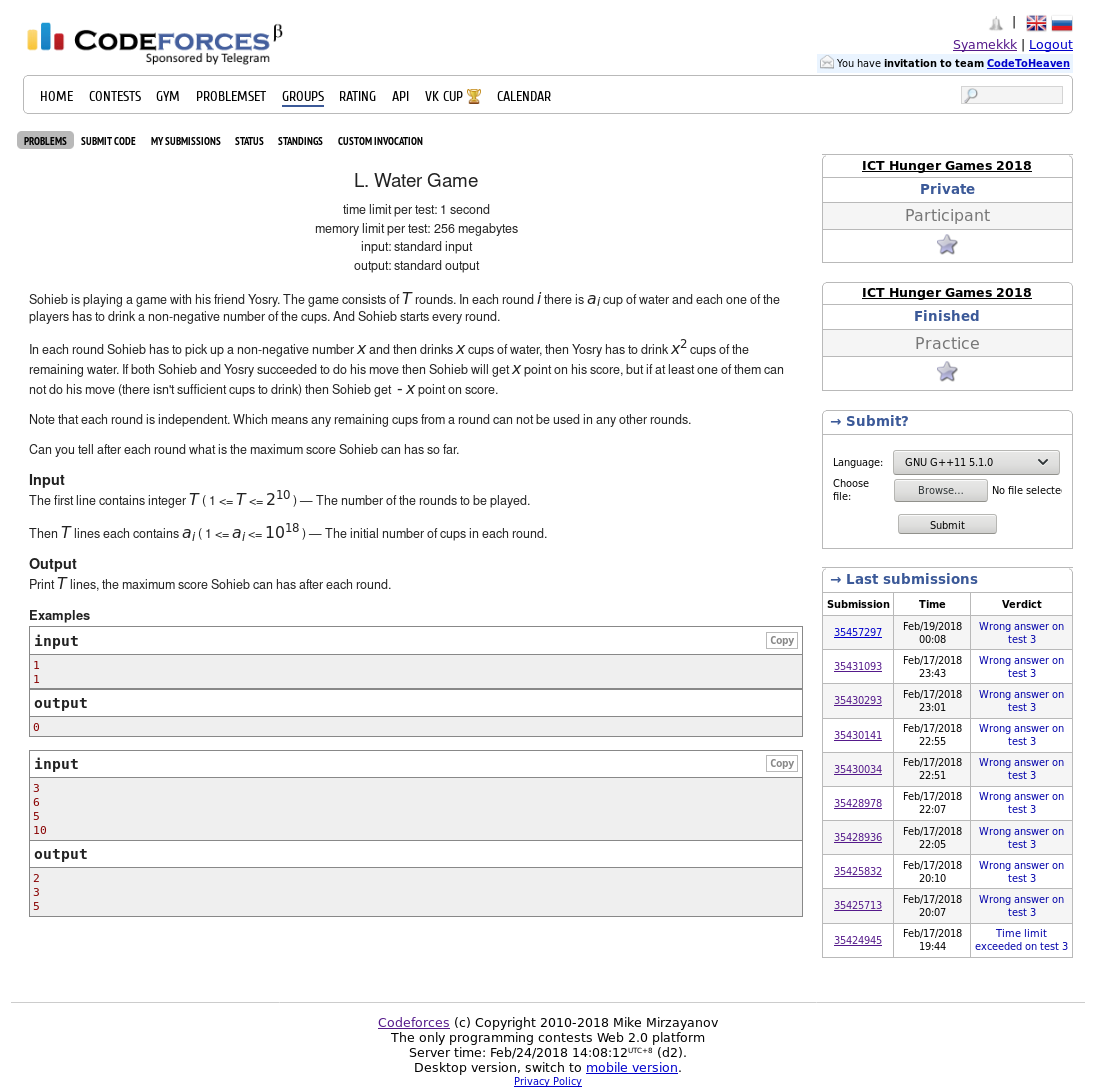 CODEFORCES β
Sponsored by Telegram
|
Syamekkk | Logout
You have invitation to team CodeToHeaven
HOME CONTESTS GYM PROBLEMSET GROUPS RATING API VK CUP CALENDAR
PROBLEMS SUBMIT CODE MY SUBMISSIONS STATUS STANDINGS CUSTOM INVOCATION
L. Water Game
time limit per test: 1 second
memory limit per test: 256 megabytes
input: standard input
output: standard output
Sohieb is playing a game with his friend Yosry. The game consists of T rounds. In each round i there is a_i cup of water and each one of the
players has to drink a non-negative number of the cups. And Sohieb starts every round.
In each round Sohieb has to pick up a non-negative number x and then drinks x cups of water, then Yosry has to drink x^2 cups of the
remaining water. If both Sohieb and Yosry succeeded to do his move then Sohieb will get x point on his score, but if at least one of them can
not do his move (there isn't sufficient cups to drink) then Sohieb get - x point on score.
Note that each round is independent. Which means any remaining cups from a round can not be used in any other rounds.
Can you tell after each round what is the maximum score Sohieb can has so far.
Input
The first line contains integer T ( 1 <= T <= 2^10 ) — The number of the rounds to be played.
Then T lines each contains a_i ( 1 <= a_i <= 10^18 ) — The initial number of cups in each round.
Output
Print T lines, the maximum score Sohieb can has after each round.
Examples
input Copy
1
1
output
0
input Copy
3
6
5
10
output
2
3
5
ICT Hunger Games 2018
Private
Participant
ICT Hunger Games 2018
Finished
Practice
→ Submit?
Language: GNU G++11 5.1.0
Choose
file: Browse... No file selecte
Submit
→ Last submissions
Submission Time Verdict
35457297 Feb/19/2018 00:08 Wrong answer on test 3
35431093 Feb/17/2018 23:43 Wrong answer on test 3
35430293 Feb/17/2018 23:01 Wrong answer on test 3
35430141 Feb/17/2018 22:55 Wrong answer on test 3
35430034 Feb/17/2018 22:51 Wrong answer on test 3
35428978 Feb/17/2018 22:07 Wrong answer on test 3
35428936 Feb/17/2018 22:05 Wrong answer on test 3
35425832 Feb/17/2018 20:10 Wrong answer on test 3
35425713 Feb/17/2018 20:07 Wrong answer on test 3
35424945 Feb/17/2018 19:44 Time limit exceeded on test 3
Codeforces (c) Copyright 2010-2018 Mike Mirzayanov
The only programming contests Web 2.0 platform
Server time: Feb/24/2018 14:08:12 UTC+8 (d2).
Desktop version, switch to mobile version.
Privacy Policy